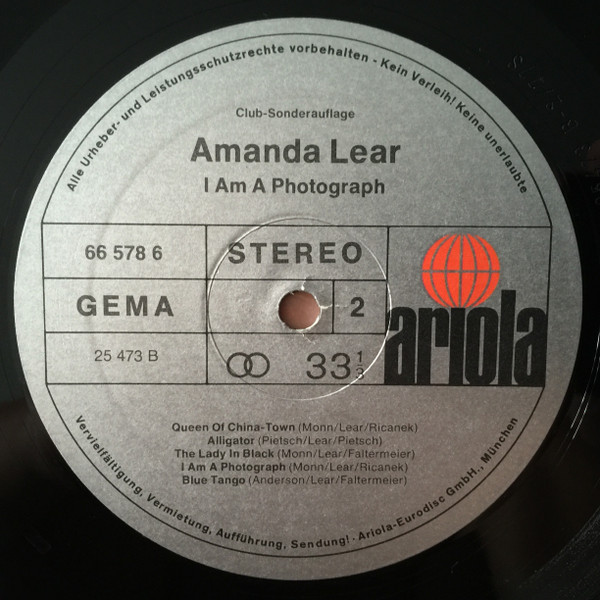 Alle Urheber- und Leistungsschutzrechte vorbehalten - Kein Verleih! Keine unerlaubte
Club-Sonderauflage
Amanda Lear
I Am A Photograph
66 578 6
STEREO
GEMA
2
ariola
25 473 B
33 1/3
Queen Of China-Town (Monn/Lear/Ricanek)
Alligator (Pietsch/Lear/Pietsch)
The Lady In Black (Monn/Lear/Faltermeier)
I Am A Photograph (Monn/Lear/Ricanek)
Blue Tango (Anderson/Lear/Faltermeier)
Vervielfältigung, Vermietung, Aufführung, Sendung! · Ariola-Eurodisc GmbH., München